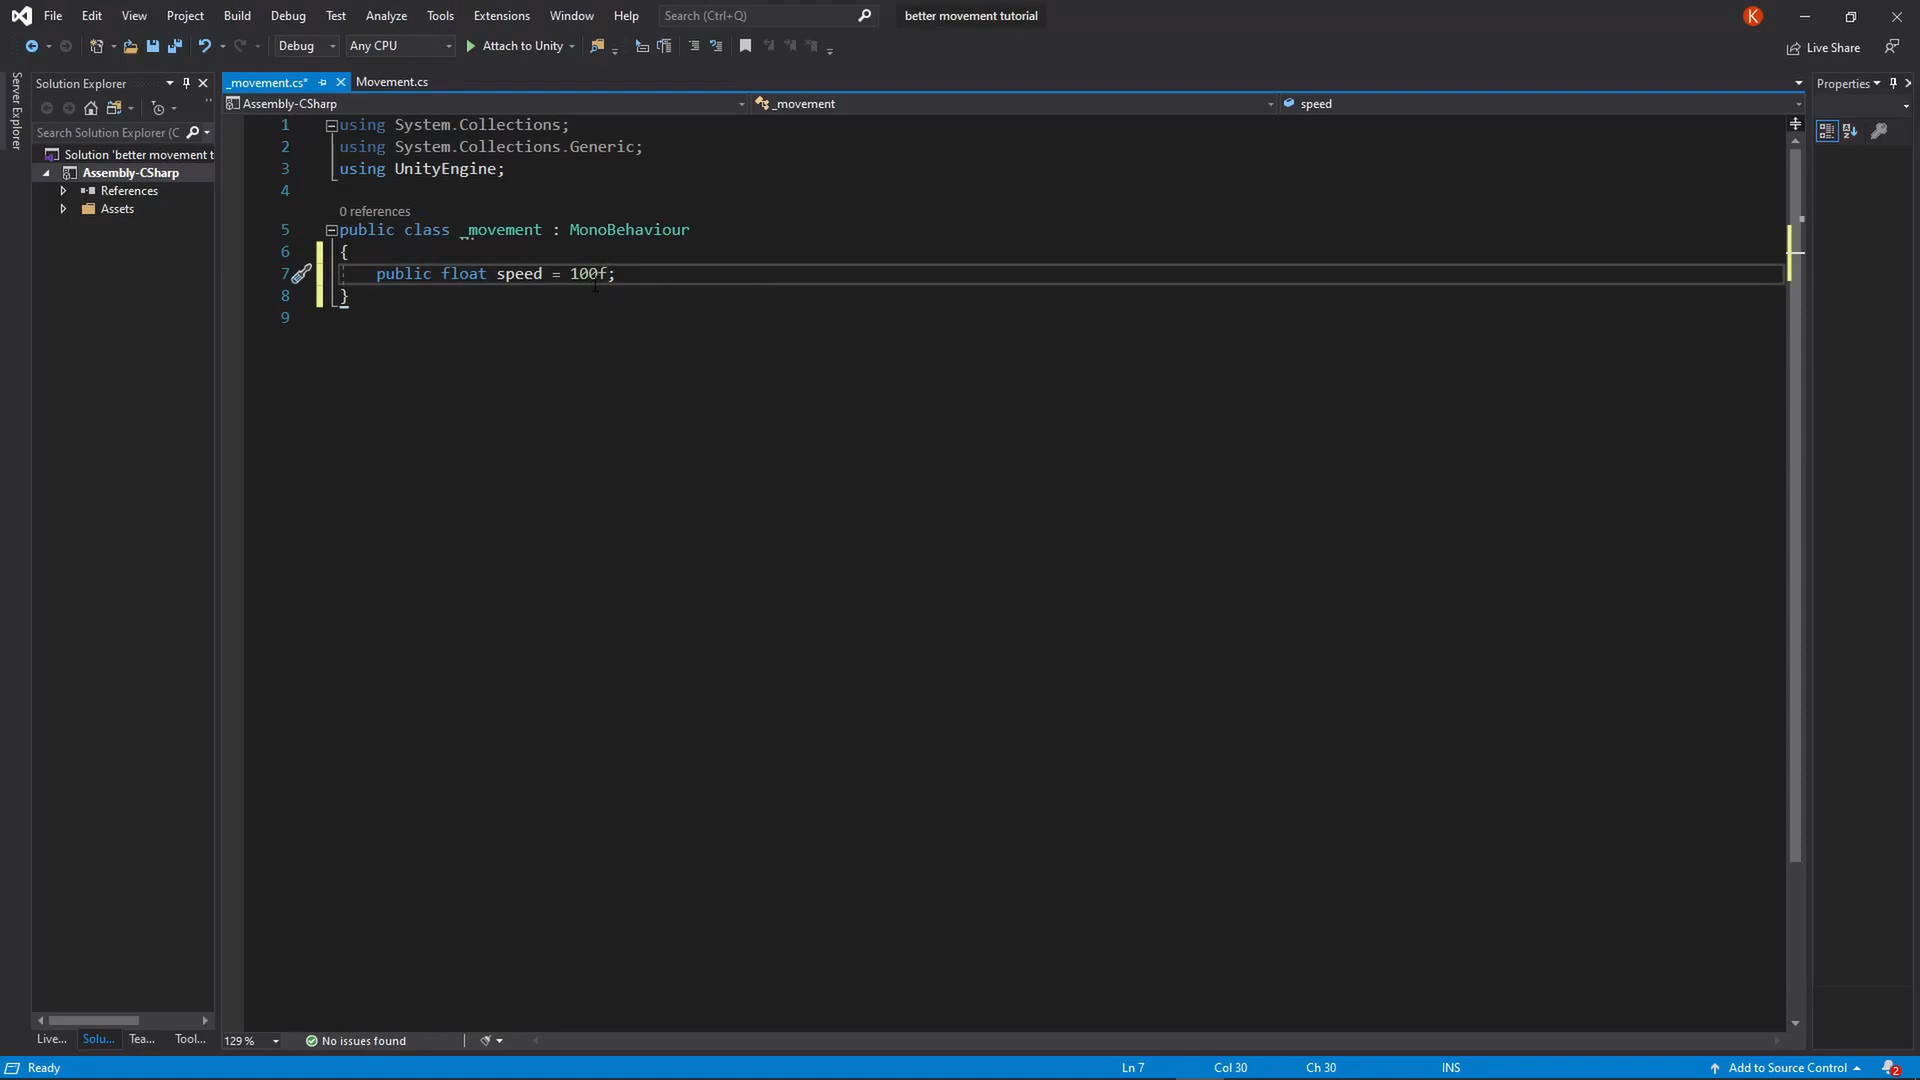 File Edit View Project Build Debug Test Analyze Tools Extensions Window Help Search (Ctrl+Q) better movement tutorial K
Debug Any CPU Attach to Unity Live Share
Server Explorer
Solution Explorer
Search Solution Explorer (C
Solution 'better movement t
Assembly-CSharp
References
Assets
_movement.cs* Movement.cs
Assembly-CSharp _movement speed
1 using System.Collections;
2 using System.Collections.Generic;
3 using UnityEngine;
4
0 references
5 public class _movement : MonoBehaviour
6 {
7 public float speed = 100f;
8 }
9
Properties
Live... Solu... Tea... Tool...
129 % No issues found
Ready Ln 7 Col 30 Ch 30 INS Add to Source Control 2